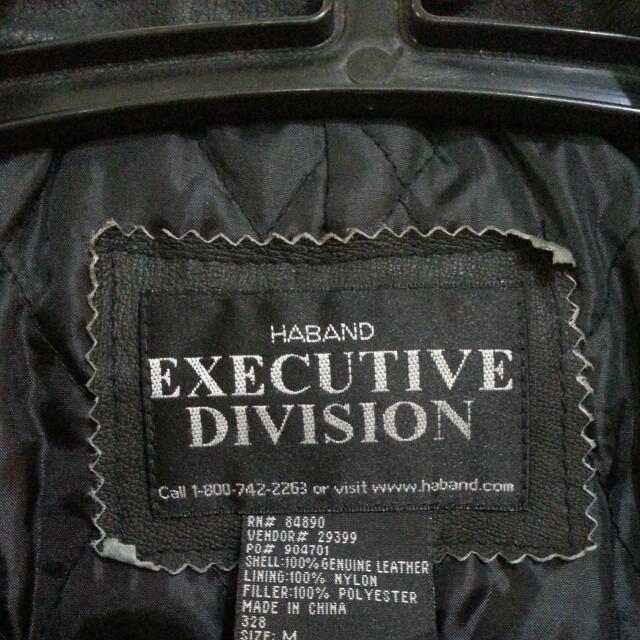 HABAND
EXECUTIVE
DIVISION
Call 1-800-742-2263 or visit www.haband.com
RN# 84890
VENDOR# 29399
PO# 904701
SHELL:100%GENUINE LEATHER
LINING:100% NYLON
FILLER:100% POLYESTER
MADE IN CHINA
328
SIZE: M